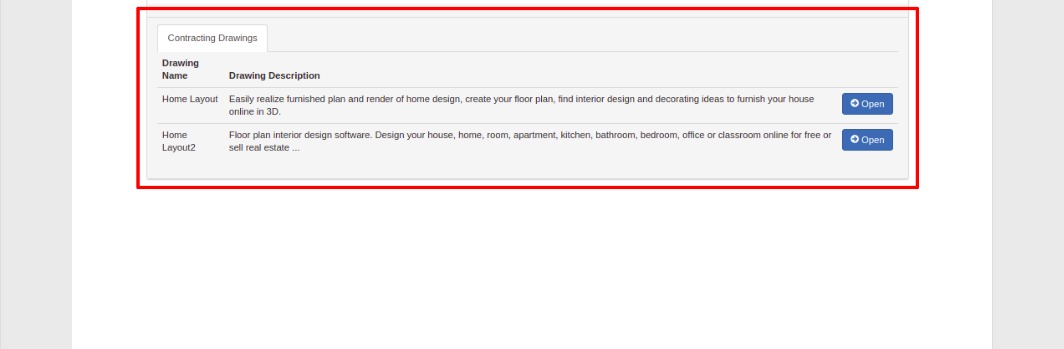 Contracting Drawings
Drawing
Name
Drawing Description
Home Layout
Easily realize furnished plan and render of home design, create your floor plan, find interior design and decorating ideas to furnish your house
online in 3D.
Open
Home
Layout2
Floor plan interior design software. Design your house, home, room, apartment, kitchen, bathroom, bedroom, office or classroom online for free or
sell real estate ...
Open